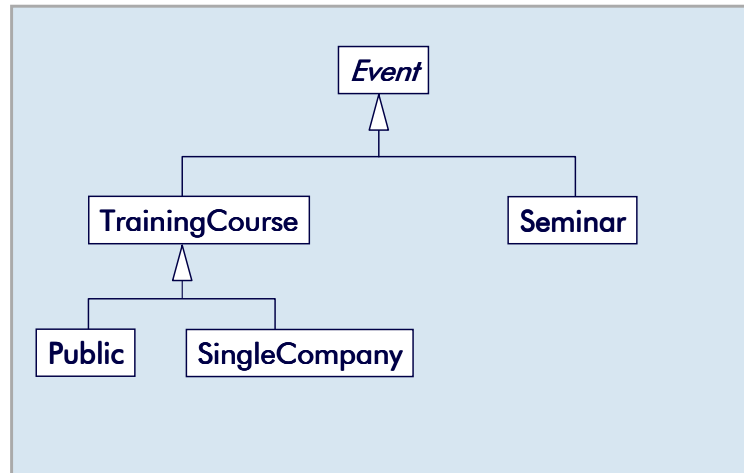 Event
TrainingCourse
Seminar
Public
SingleCompany